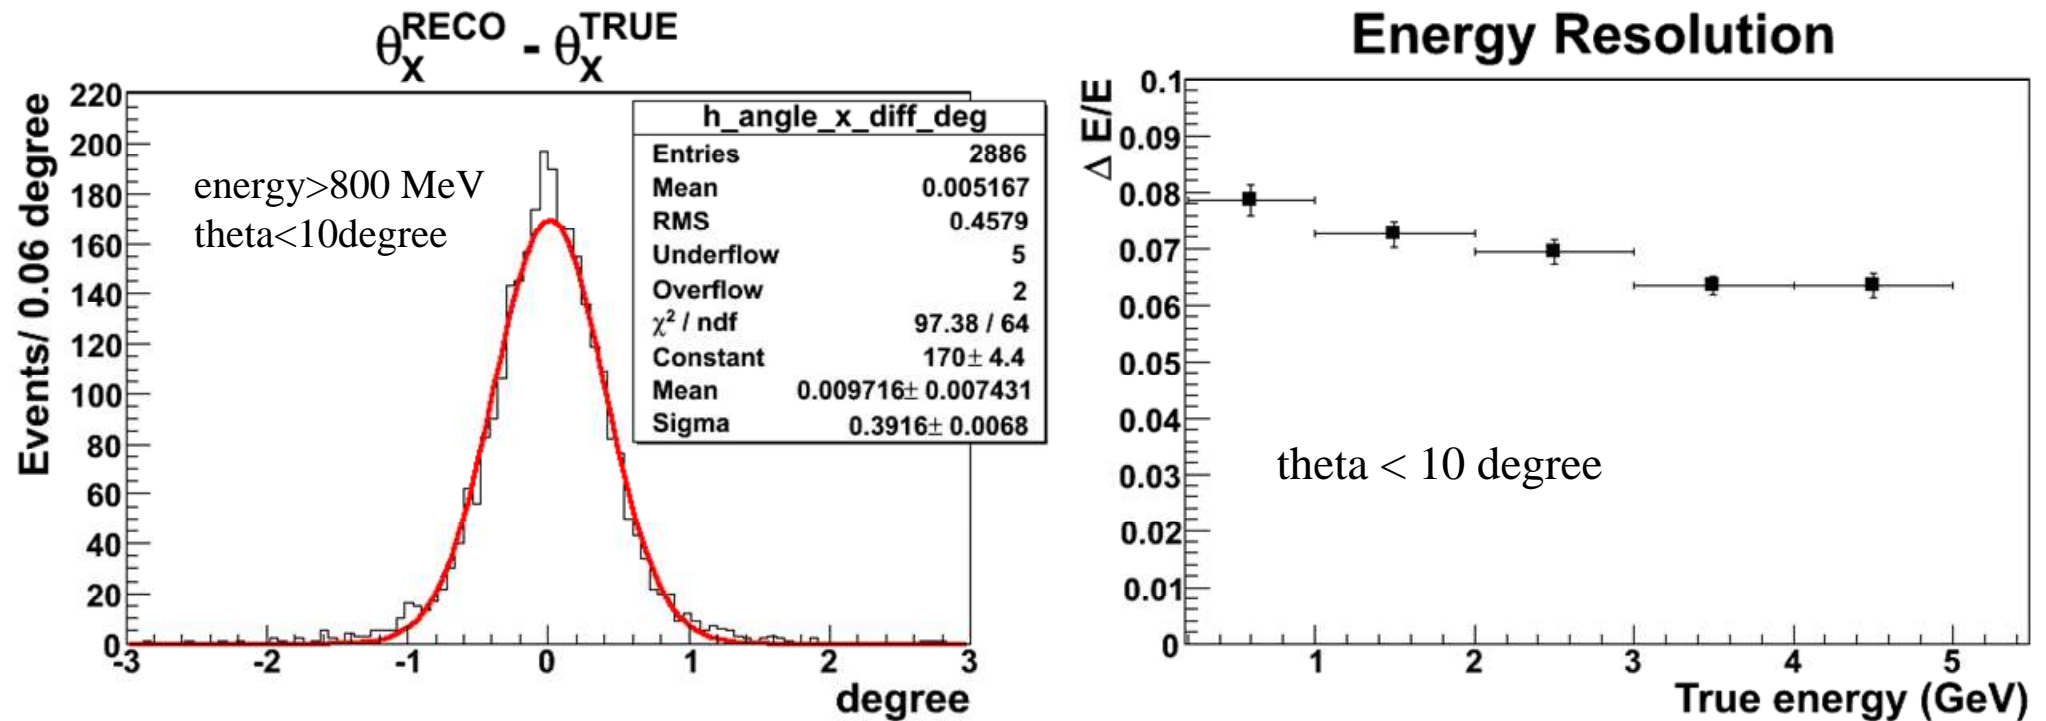 θ_X^RECO - θ_X^TRUE
Events/ 0.06 degree
220
200
180
160
140
120
100
80
60
40
20
0
energy>800 MeV
theta<10degree
h_angle_x_diff_deg
Entries 2886
Mean 0.005167
RMS 0.4579
Underflow 5
Overflow 2
χ² / ndf 97.38 / 64
Constant 170± 4.4
Mean 0.009716± 0.007431
Sigma 0.3916± 0.0068
-3 -2 -1 0 1 2 3
degree
Energy Resolution
Δ E/E
0.1
0.09
0.08
0.07
0.06
0.05
0.04
0.03
0.02
0.01
0
theta < 10 degree
1 2 3 4 5
True energy (GeV)